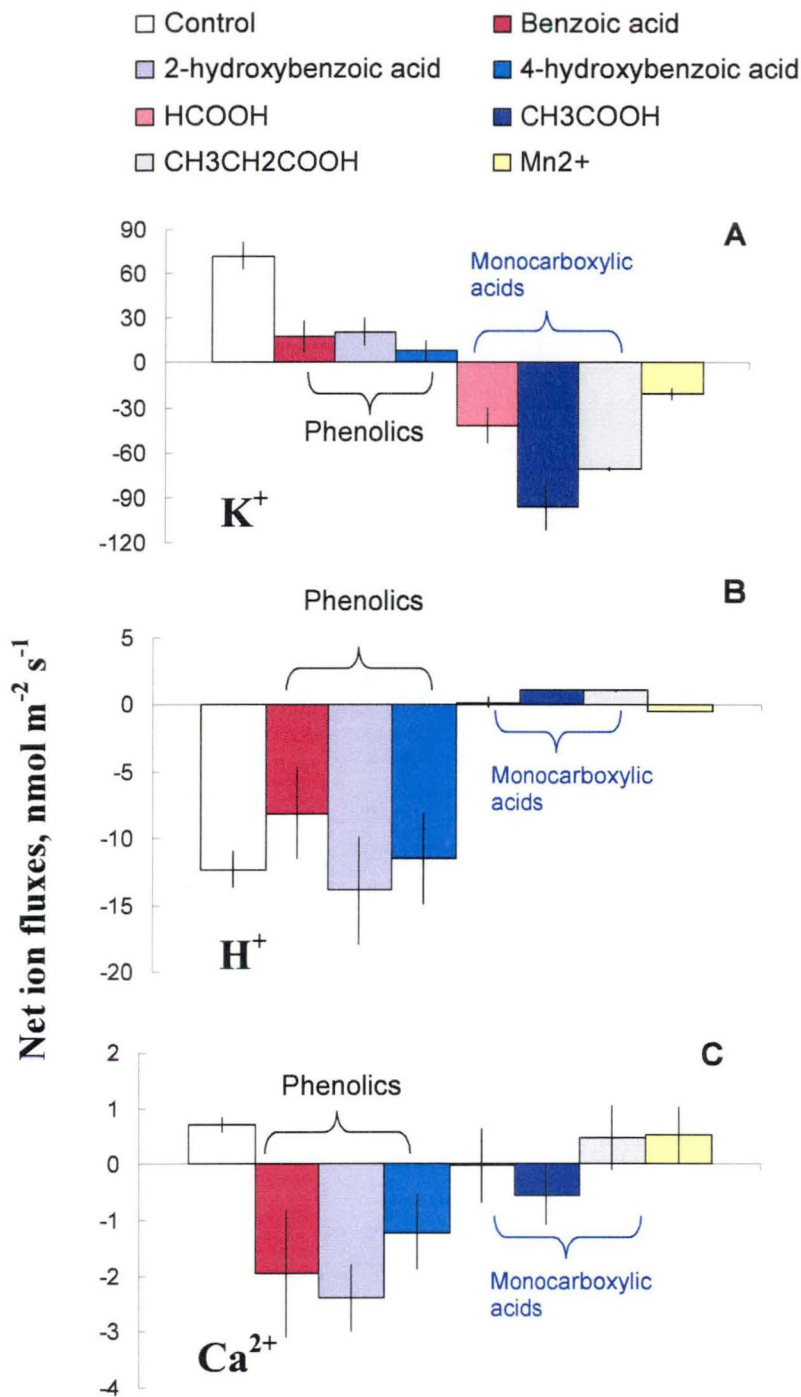 Control
Benzoic acid
2-hydroxybenzoic acid
4-hydroxybenzoic acid
HCOOH
CH3COOH
CH3CH2COOH
Mn2+
Net ion fluxes, nmol m⁻² s⁻¹
A
90
60
30
0
-30
-60
-90
-120
Monocarboxylic
acids
Phenolics
K⁺
B
Phenolics
5
0
-5
-10
-15
-20
Monocarboxylic
acids
H⁺
C
2
1
0
-1
-2
-3
-4
Phenolics
Monocarboxylic
acids
Ca²⁺